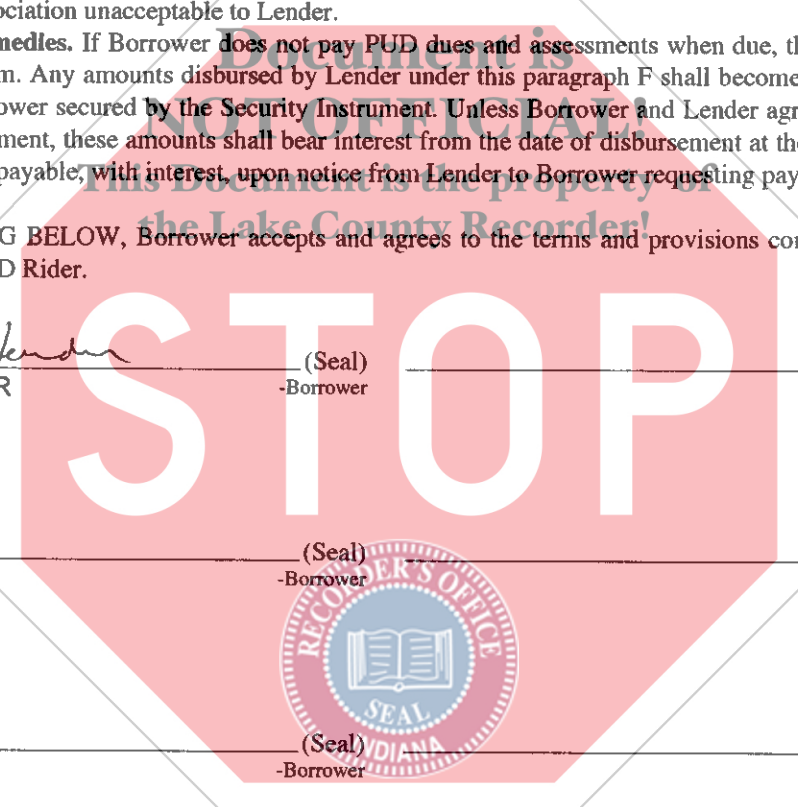 ociation unacceptable to Lender.
medies. If Borrower does not pay PUD dues and assessments when due, th
m. Any amounts disbursed by Lender under this paragraph F shall become
ower secured by the Security Instrument. Unless Borrower and Lender agr
ment, these amounts shall bear interest from the date of disbursement at the
payable, with interest, upon notice from Lender to Borrower requesting pay
G BELOW, Borrower accepts and agrees to the terms and provisions con
D Rider.
Document is
NOT OFFICIAL!
This Document is the property of
the Lake County Recorder!
STOP
(Seal)
R -Borrower
(Seal)
-Borrower
RECORDER'S OFFICE
SEAL
INDIANA
(Seal)
-Borrower